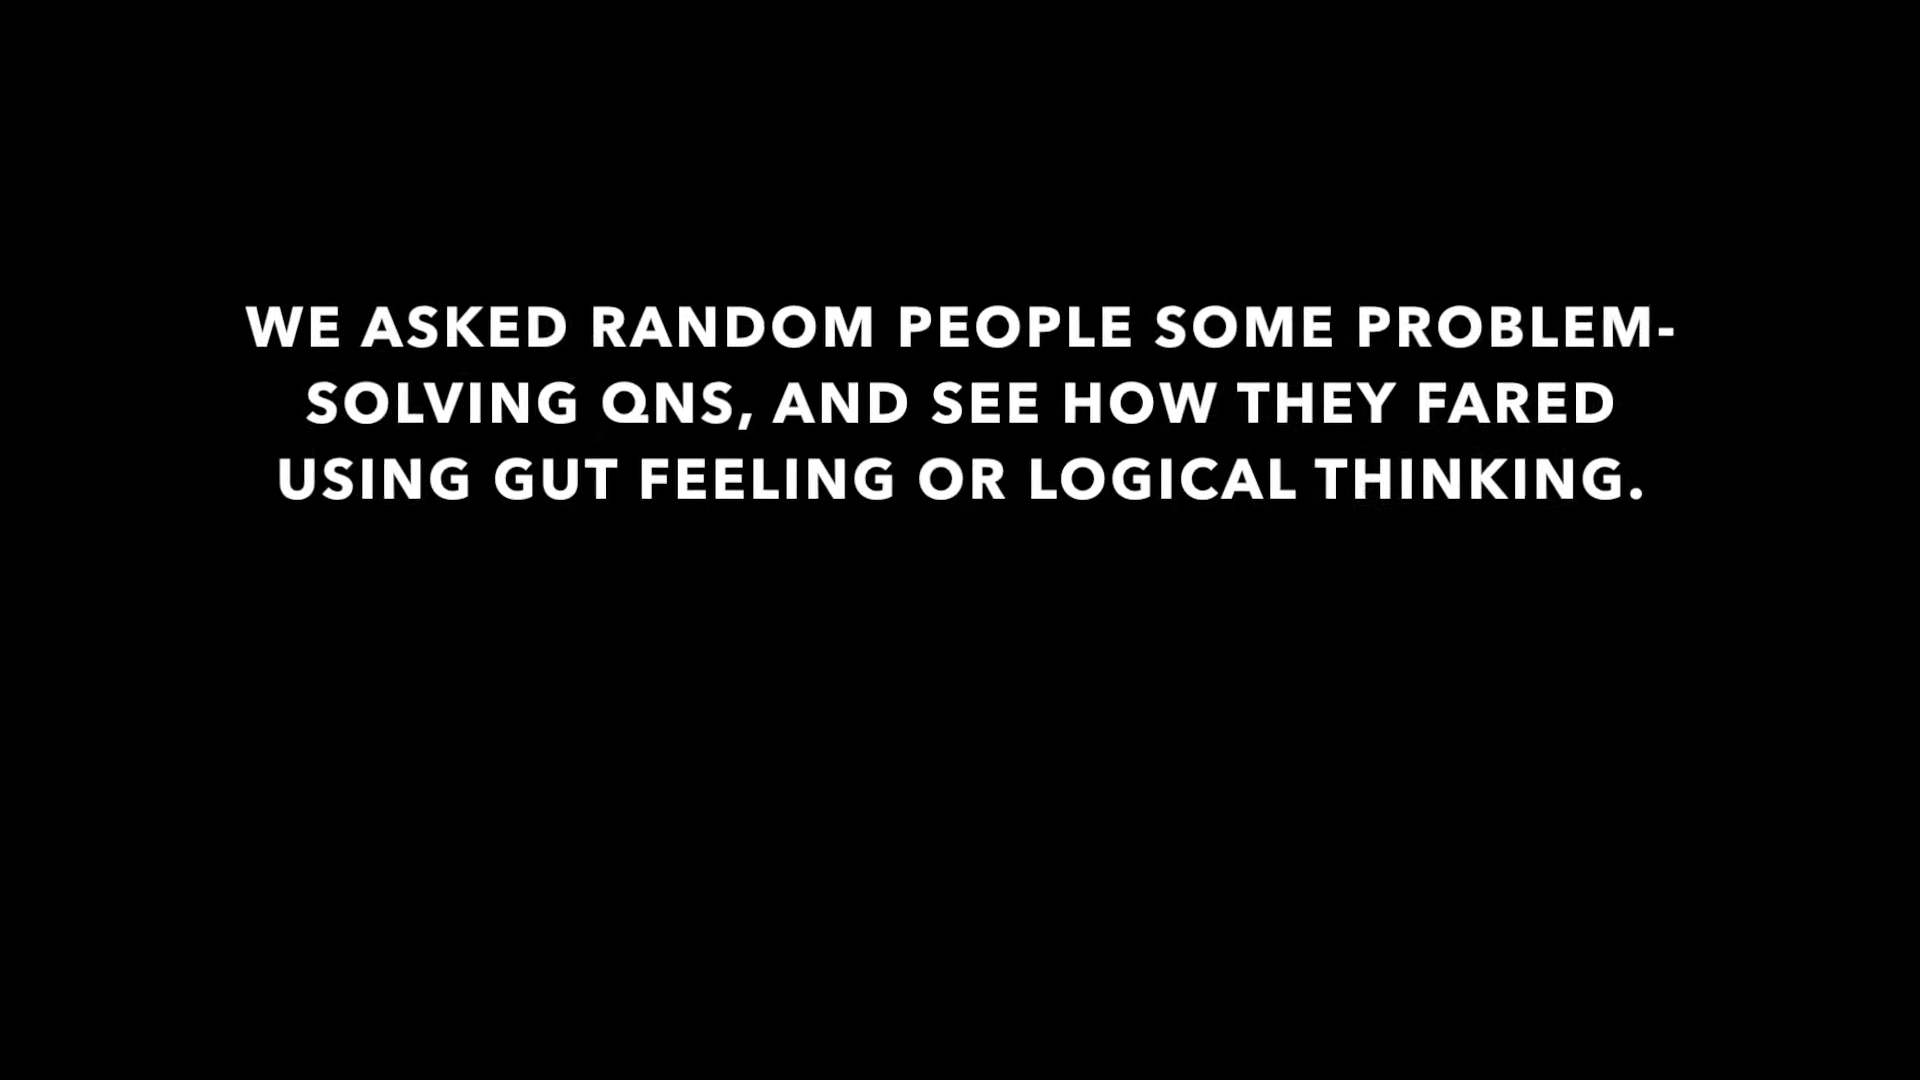 WE ASKED RANDOM PEOPLE SOME PROBLEM-
SOLVING QNS, AND SEE HOW THEY FARED
USING GUT FEELING OR LOGICAL THINKING.